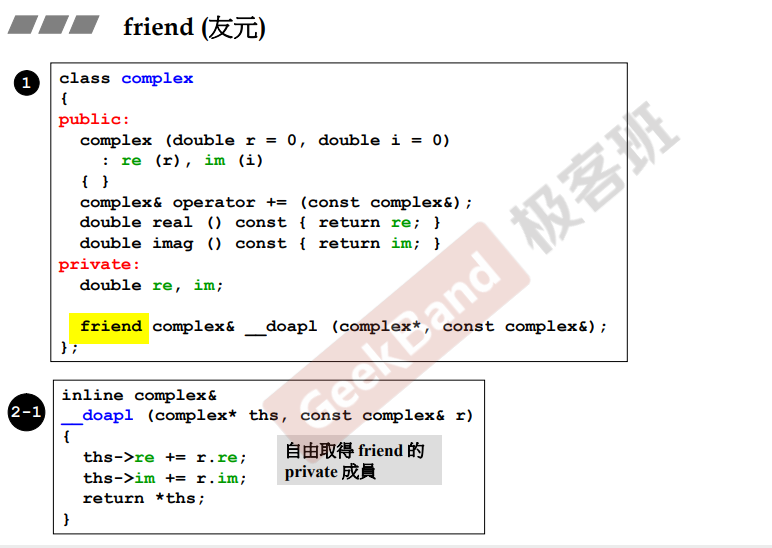 friend (友元)
1
class complex
{
public:
  complex (double r = 0, double i = 0)
    : re (r), im (i)
  { }
  complex& operator += (const complex&);
  double real () const { return re; }
  double imag () const { return im; }
private:
  double re, im;
  friend complex& __doapl (complex*, const complex&);
};
2-1
inline complex&
__doapl (complex* ths, const complex& r)
{
  ths->re += r.re;
  ths->im += r.im;
  return *ths;
}
自由取得 friend 的
private 成員
GeekBand 极客班